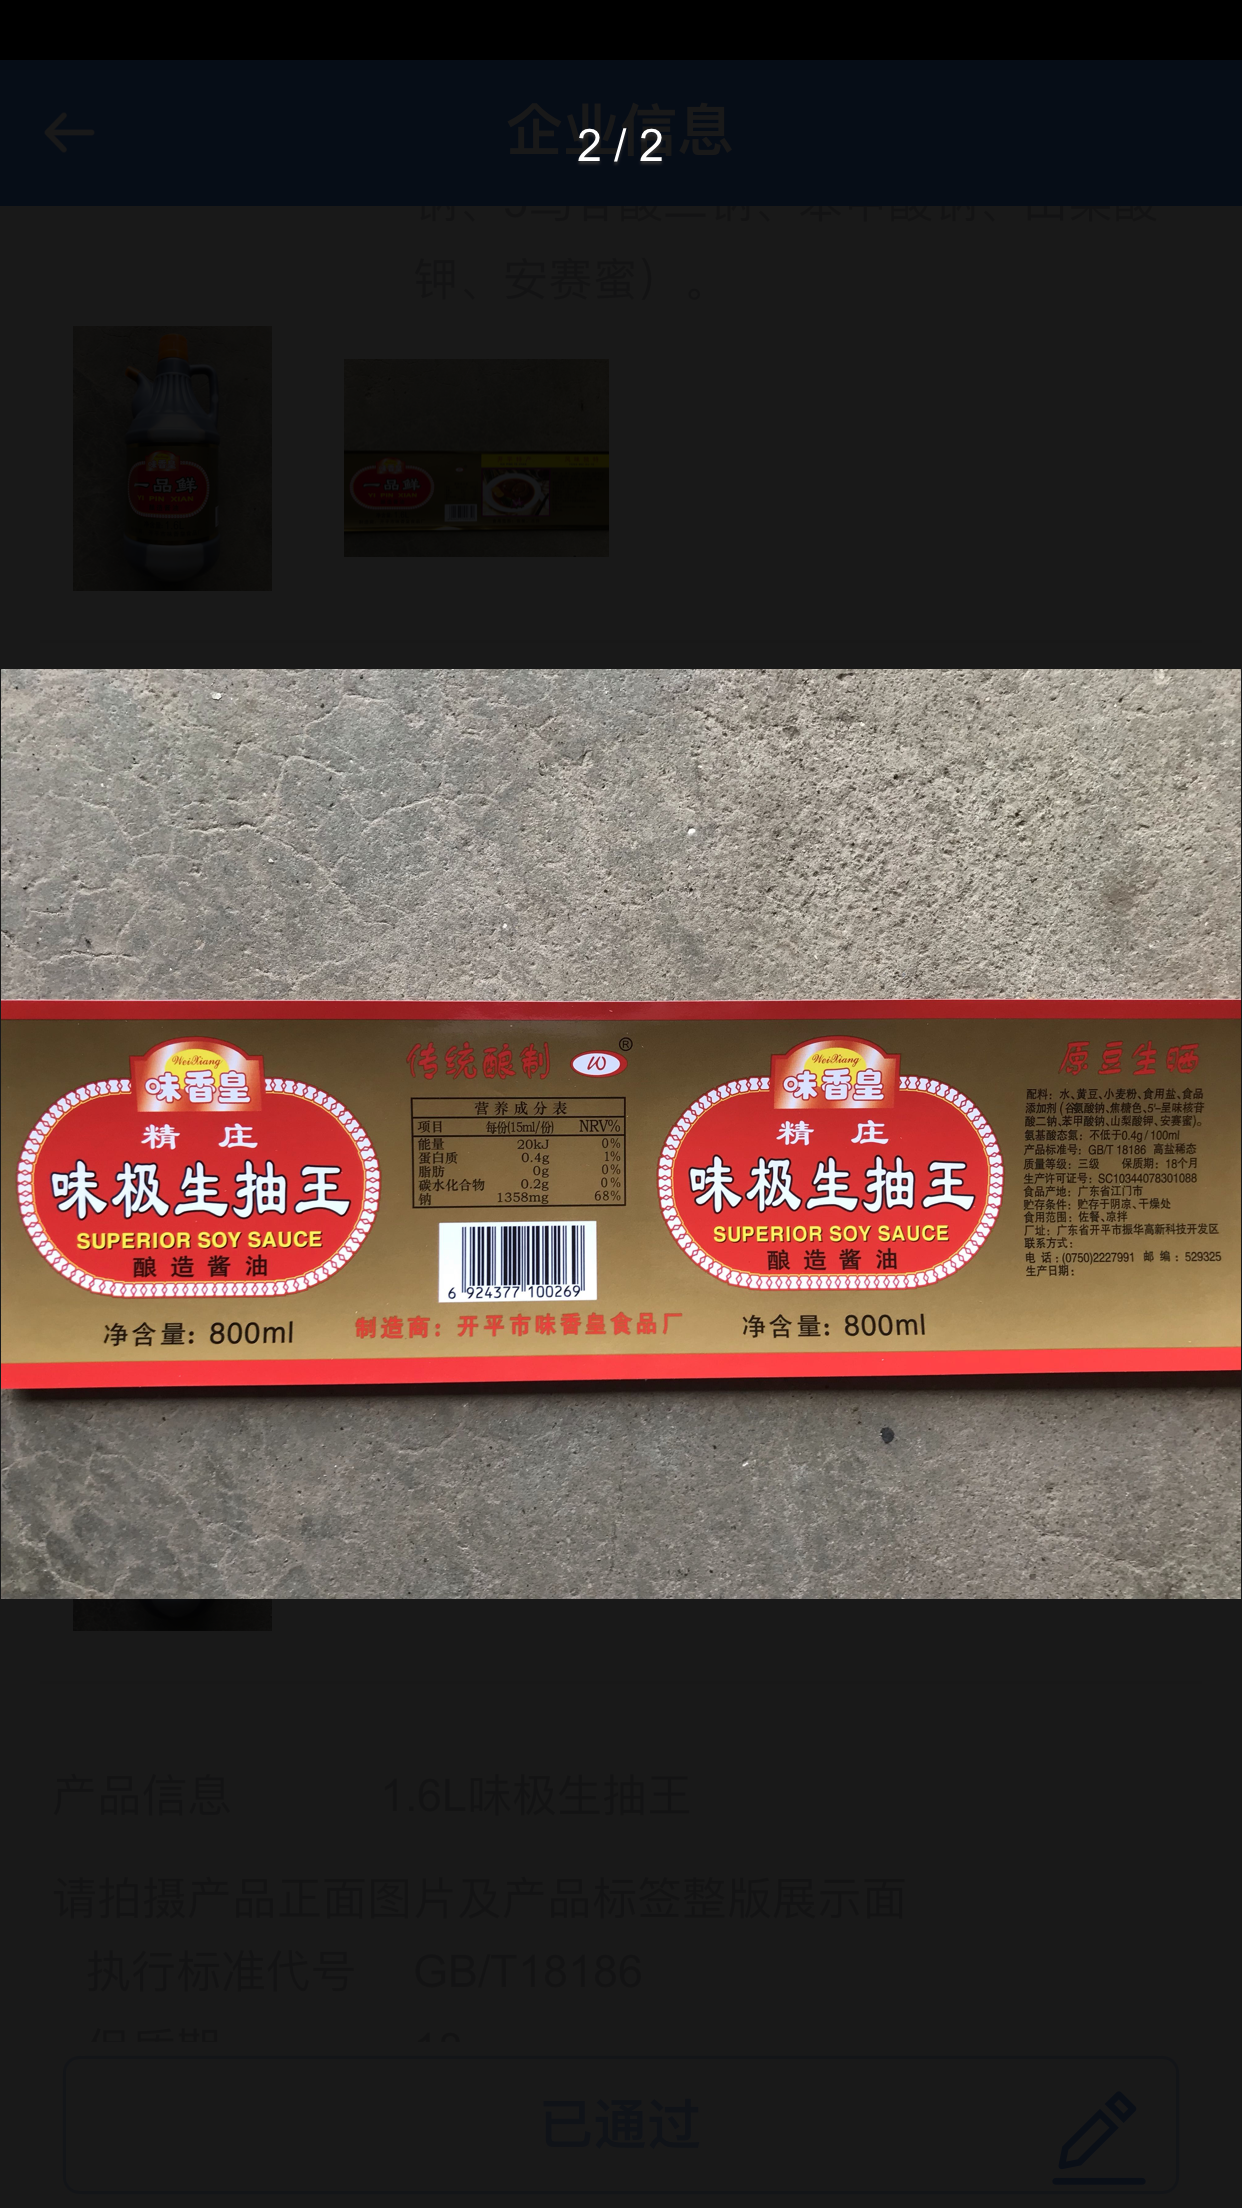 企业信息
2 / 2
钾、安赛蜜）。
一品鲜
YI PIN XIAN
一品鲜
YI PIN XIAN
WeiXiang
味香皇
精庄
味极生抽王
SUPERIOR SOY SAUCE
酿造酱油
净含量: 800ml
传统酿制
W ®
营养成分表
项目 每份(15ml/份) NRV%
能量 20kJ 0%
蛋白质 0.4g 1%
脂肪 0g 0%
碳水化合物 0.2g 0%
钠 1358mg 68%
6 924377 100269
制造商: 开平市味香皇食品厂
WeiXiang
味香皇
精庄
味极生抽王
SUPERIOR SOY SAUCE
酿造酱油
净含量: 800ml
原豆生晒
配料: 水、黄豆、小麦粉、食用盐、食品
添加剂(谷氨酸钠、焦糖色、5'-呈味核苷
酸二钠、苯甲酸钠、山梨酸钾、安赛蜜)。
氨基酸态氮: 不低于0.4g/100ml
产品标准号: GB/T 18186 高盐稀态
质量等级: 三级 保质期: 18个月
生产许可证号: SC10344078301088
食品产地: 广东省江门市
贮存条件: 贮存于阴凉、干燥处
食用范围: 佐餐、凉拌
厂址: 广东省开平市振华高新科技开发区
联系方式:
电话: (0750)2227991 邮编: 529325
生产日期:
产品信息 1.6L味极生抽王
请拍摄产品正面图片及产品标签整版展示面
执行标准代号 GB/T18186
已通过